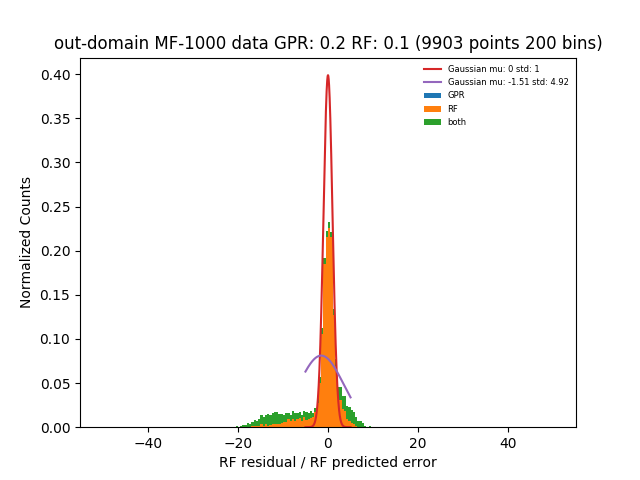 out-domain MF-1000 data GPR: 0.2 RF: 0.1 (9903 points 200 bins)
Gaussian mu: 0 std: 1
Gaussian mu: -1.51 std: 4.92
GPR
RF
both
Normalized Counts
0.40
0.35
0.30
0.25
0.20
0.15
0.10
0.05
0.00
−40 −20 0 20 40
RF residual / RF predicted error